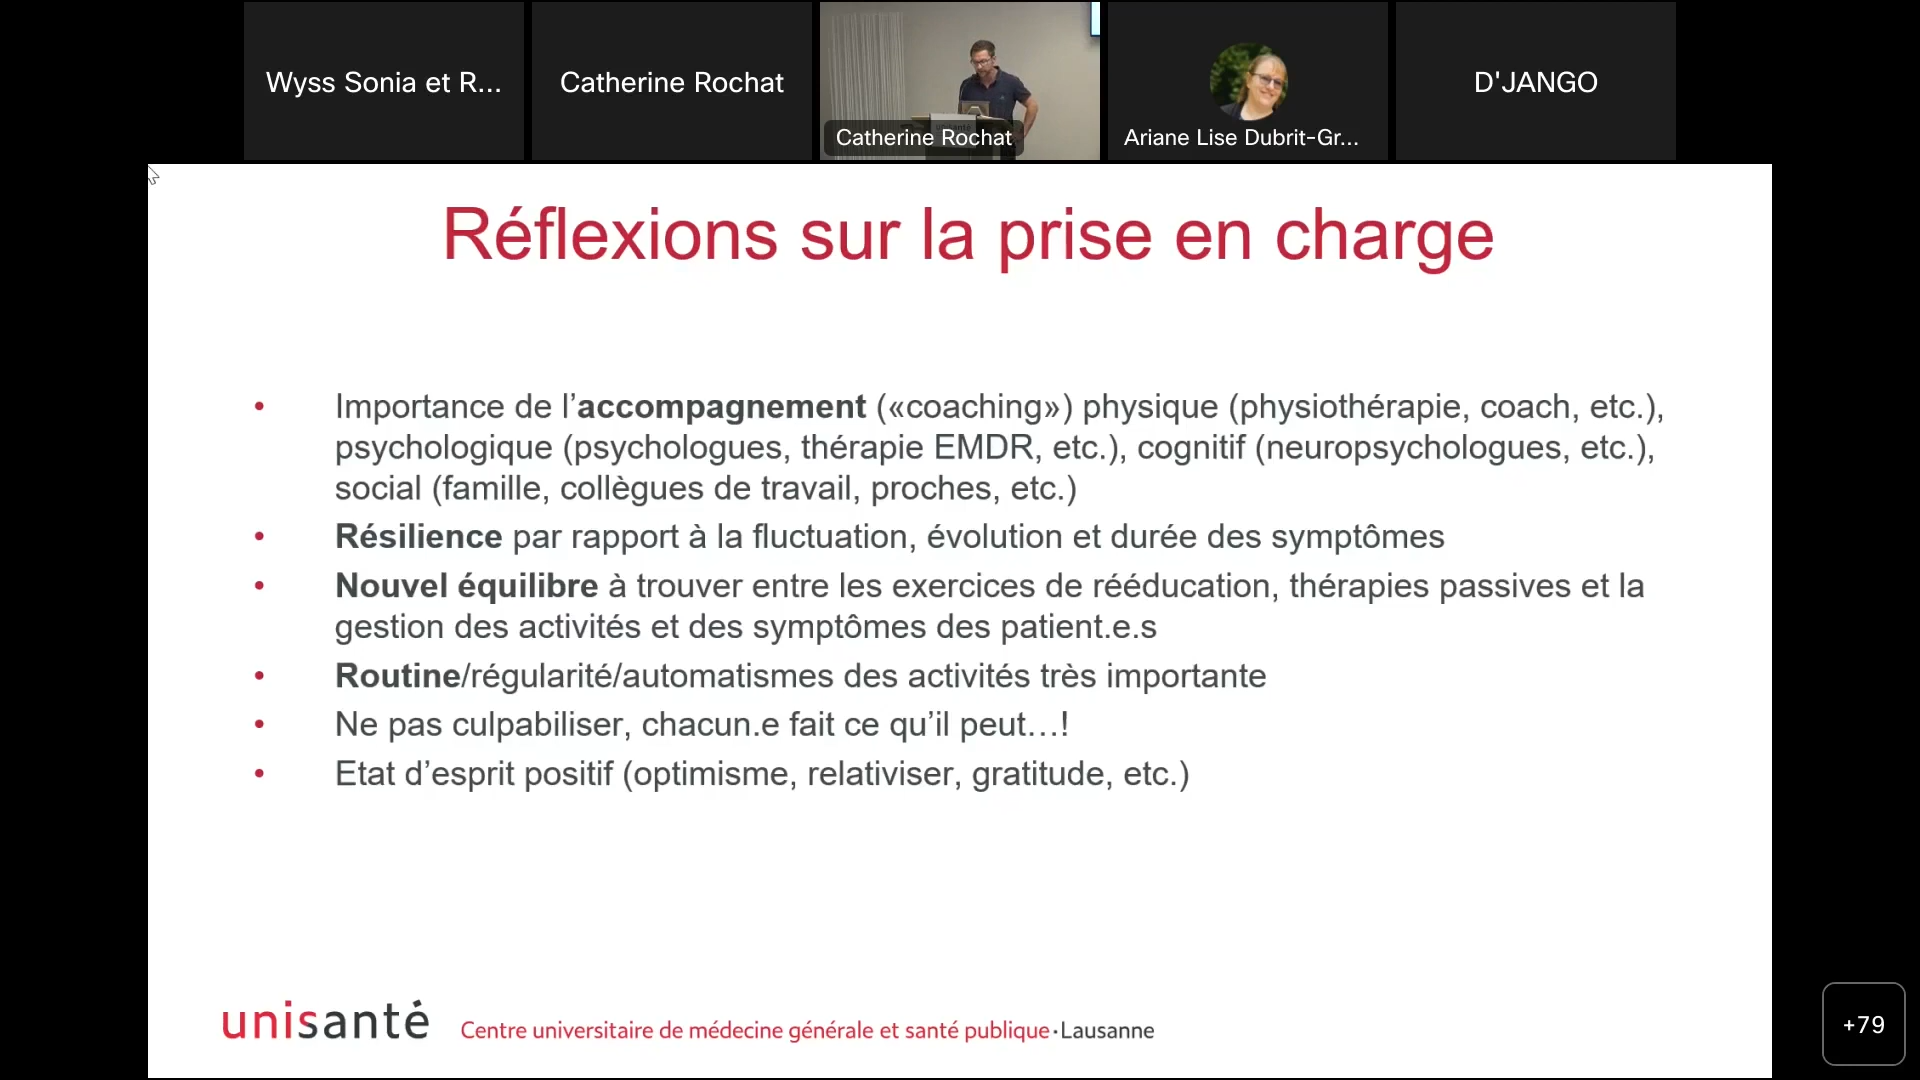 Wyss Sonia et R...
Catherine Rochat
Catherine Rochat
Ariane Lise Dubrit-Gr...
D'JANGO
Réflexions sur la prise en charge
• Importance de l’accompagnement («coaching») physique (physiothérapie, coach, etc.),
psychologique (psychologues, thérapie EMDR, etc.), cognitif (neuropsychologues, etc.),
social (famille, collègues de travail, proches, etc.)
• Résilience par rapport à la fluctuation, évolution et durée des symptômes
• Nouvel équilibre à trouver entre les exercices de rééducation, thérapies passives et la
gestion des activités et des symptômes des patient.e.s
• Routine/régularité/automatismes des activités très importante
• Ne pas culpabiliser, chacun.e fait ce qu’il peut…!
• Etat d’esprit positif (optimisme, relativiser, gratitude, etc.)
unisanté
Centre universitaire de médecine générale et santé publique·Lausanne
+79